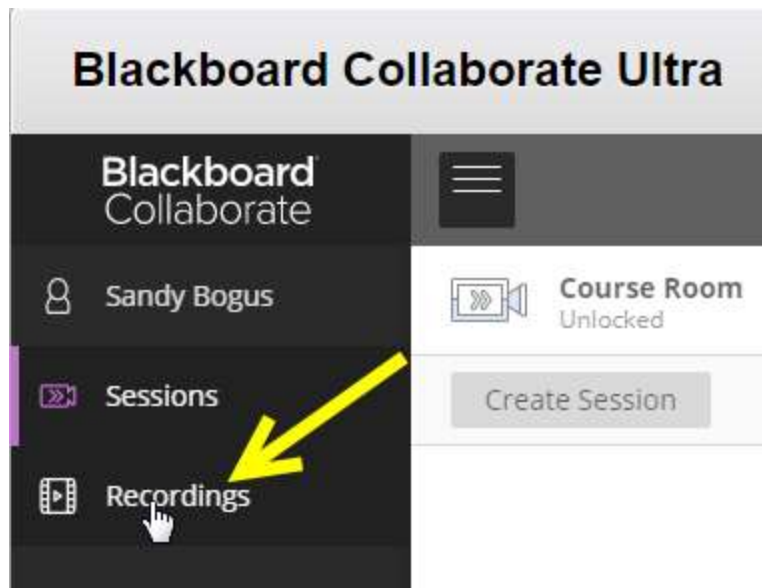 Blackboard Collaborate Ultra
Blackboard
Collaborate
Sandy Bogus
Sessions
Recordings
Course Room
Unlocked
Create Session